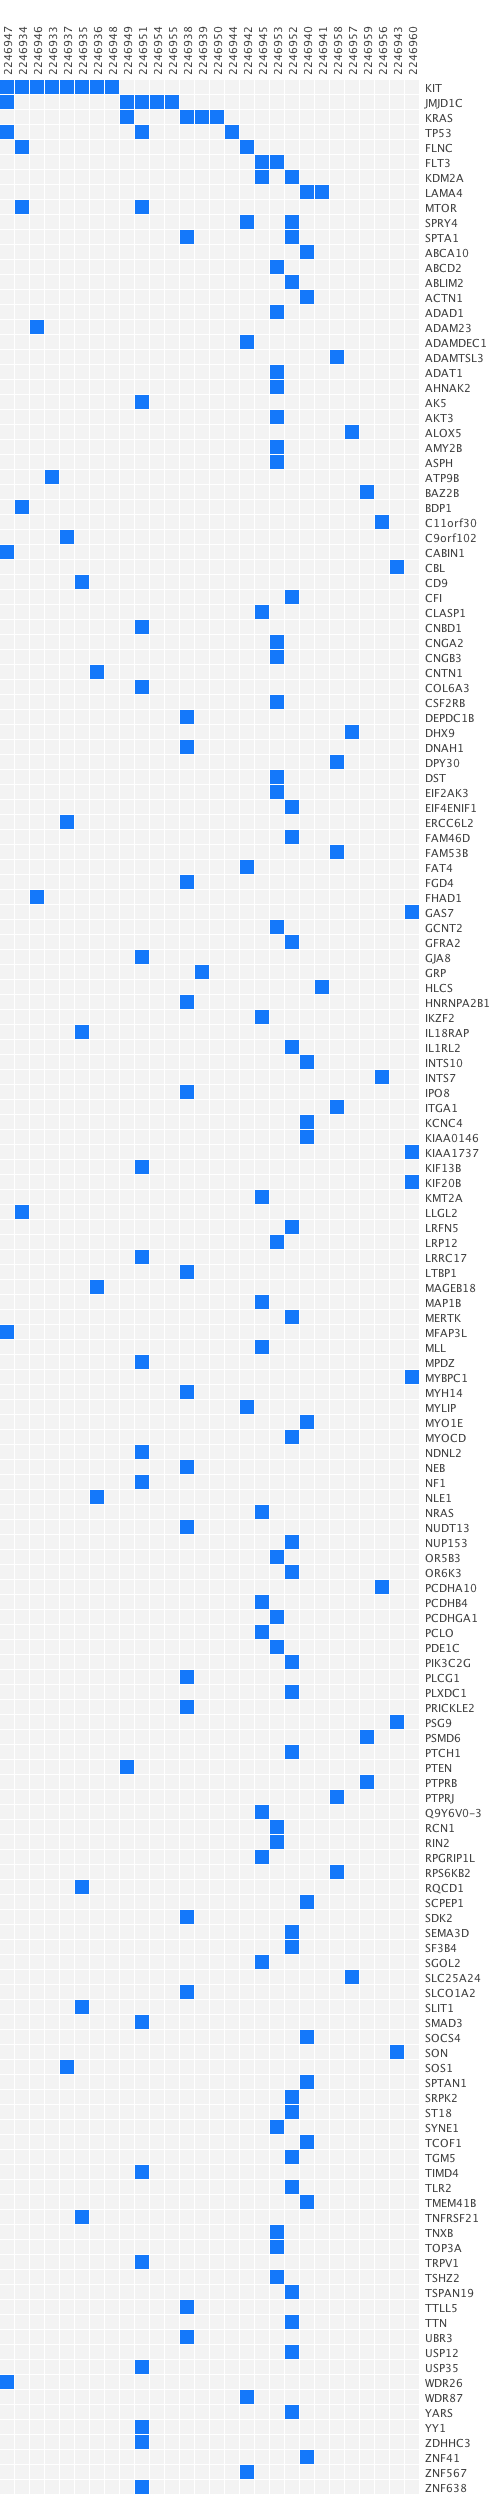 2246947
2246934
2246946
2246933
2246937
2246935
2246936
2246948
2246949
2246951
2246954
2246955
2246938
2246939
2246950
2246944
2246942
2246945
2246953
2246952
2246940
2246941
2246958
2246957
2246959
2246956
2246943
2246960
KIT
JMJD1C
KRAS
TP53
FLNC
FLT3
KDM2A
LAMA4
MTOR
SPRY4
SPTA1
ABCA10
ABCD2
ABLIM2
ACTN1
ADAD1
ADAM23
ADAMDEC1
ADAMTSL3
ADAT1
AHNAK2
AK5
AKT3
ALOX5
AMY2B
ASPH
ATP9B
BAZ2B
BDP1
C11orf30
C9orf102
CABIN1
CBL
CD9
CFI
CLASP1
CNBD1
CNGA2
CNGB3
CNTN1
COL6A3
CSF2RB
DEPDC1B
DHX9
DNAH1
DPY30
DST
EIF2AK3
EIF4ENIF1
ERCC6L2
FAM46D
FAM53B
FAT4
FGD4
FHAD1
GAS7
GCNT2
GFRA2
GJA8
GRP
HLCS
HNRNPA2B1
IKZF2
IL18RAP
IL1RL2
INTS10
INTS7
IPO8
ITGA1
KCNC4
KIAA0146
KIAA1737
KIF13B
KIF20B
KMT2A
LLGL2
LRFN5
LRP12
LRRC17
LTBP1
MAGEB18
MAP1B
MERTK
MFAP3L
MLL
MPDZ
MYBPC1
MYH14
MYLIP
MYO1E
MYOCD
NDNL2
NEB
NF1
NLE1
NRAS
NUDT13
NUP153
OR5B3
OR6K3
PCDHA10
PCDHB4
PCDHGA1
PCLO
PDE1C
PIK3C2G
PLCG1
PLXDC1
PRICKLE2
PSG9
PSMD6
PTCH1
PTEN
PTPRB
PTPRJ
Q9Y6V0-3
RCN1
RIN2
RPGRIP1L
RPS6KB2
RQCD1
SCPEP1
SDK2
SEMA3D
SF3B4
SGOL2
SLC25A24
SLCO1A2
SLIT1
SMAD3
SOCS4
SON
SOS1
SPTAN1
SRPK2
ST18
SYNE1
TCOF1
TGM5
TIMD4
TLR2
TMEM41B
TNFRSF21
TNXB
TOP3A
TRPV1
TSHZ2
TSPAN19
TTLL5
TTN
UBR3
USP12
USP35
WDR26
WDR87
YARS
YY1
ZDHHC3
ZNF41
ZNF567
ZNF638